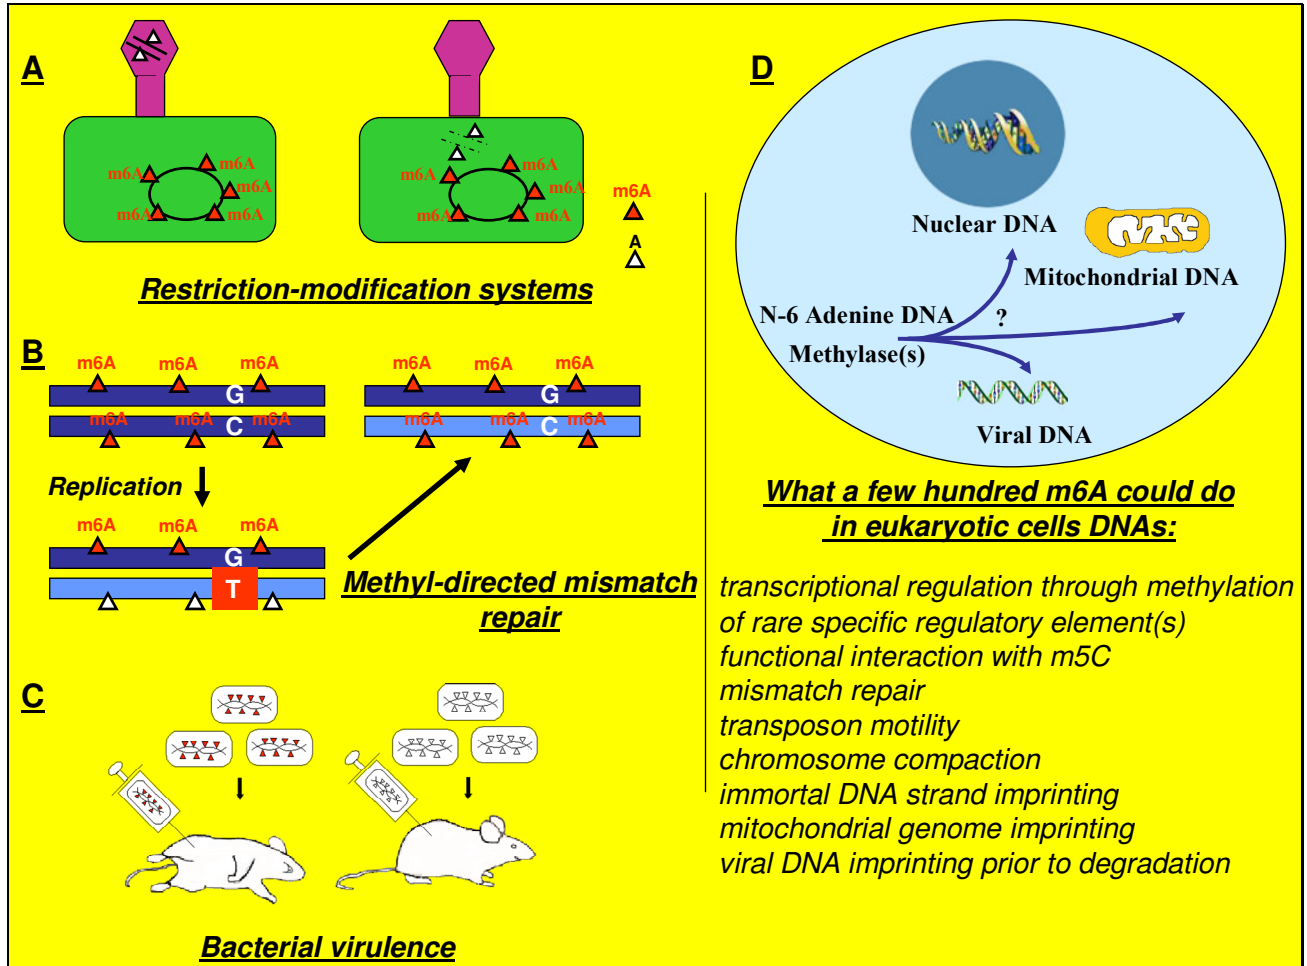 A
m6A
m6A
m6A
m6A
m6A
m6A
m6A
m6A
m6A
m6A
m6A
A
Restriction-modification systems
B
m6A
m6A
m6A
G
m6A
m6A
C
m6A
Replication
m6A
m6A
m6A
G
T
m6A
m6A
m6A
G
m6A
m6A
C
m6A
Methyl-directed mismatch
repair
C
Bacterial virulence
D
Nuclear DNA
Mitochondrial DNA
N-6 Adenine DNA
?
Methylase(s)
Viral DNA
What a few hundred m6A could do
in eukaryotic cells DNAs:
transcriptional regulation through methylation
of rare specific regulatory element(s)
functional interaction with m5C
mismatch repair
transposon motility
chromosome compaction
immortal DNA strand imprinting
mitochondrial genome imprinting
viral DNA imprinting prior to degradation